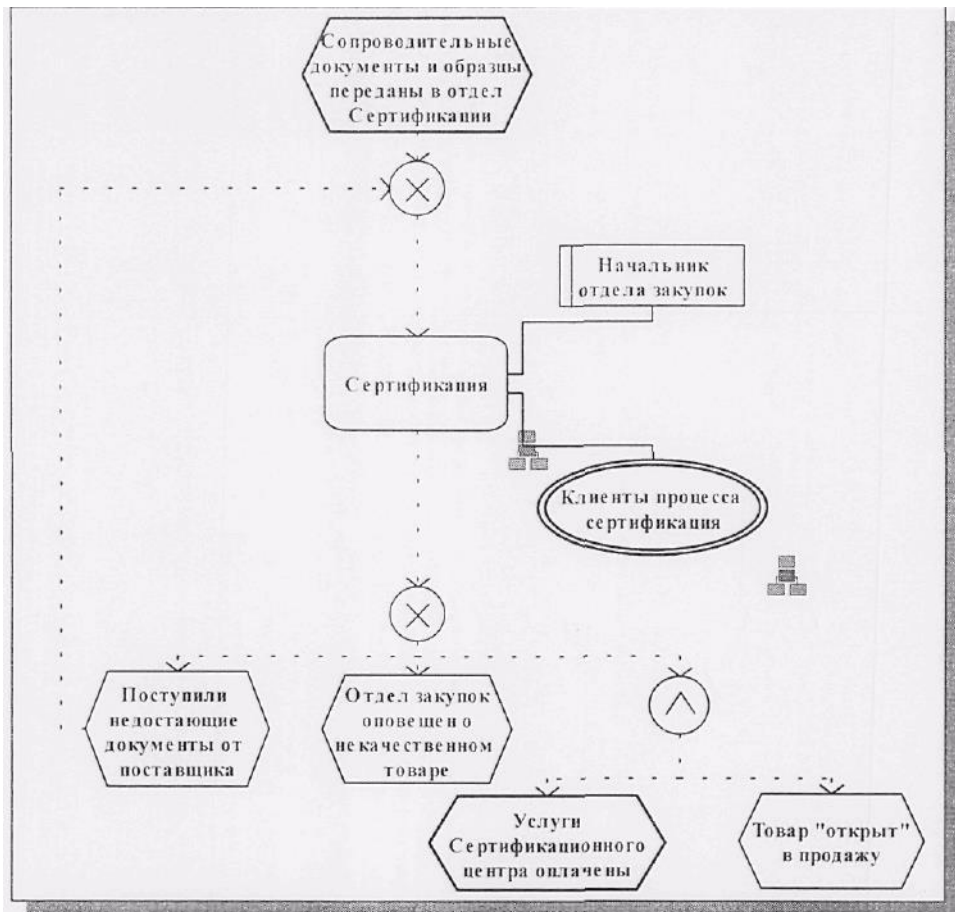 Сопроводительные
документы и образцы
переданы в отдел
Сертификации
Начальник
отдела закупок
Сертификация
Клиенты процесса
сертификация
Поступили
недостающие
документы от
поставщика
Отдел закупок
оповещен о
некачественном
товаре
Услуги
Сертификационного
центра оплачены
Товар "открыт"
в продажу